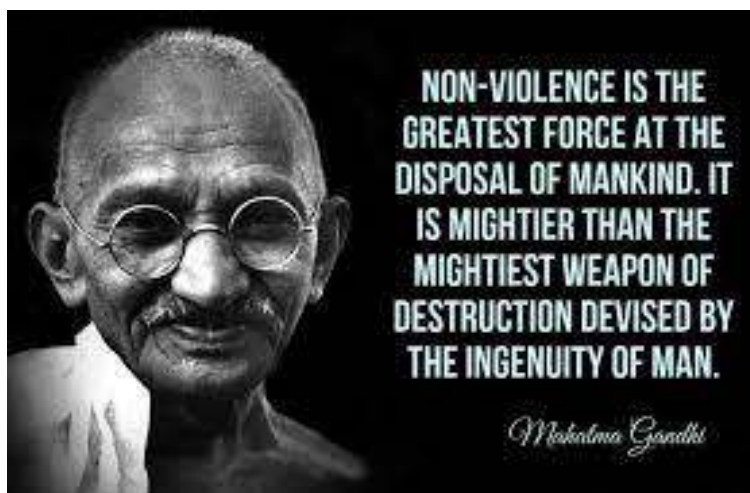 NON-VIOLENCE IS THE
GREATEST FORCE AT THE
DISPOSAL OF MANKIND. IT
IS MIGHTIER THAN THE
MIGHTIEST WEAPON OF
DESTRUCTION DEVISED BY
THE INGENUITY OF MAN.
Mahatma Gandhi